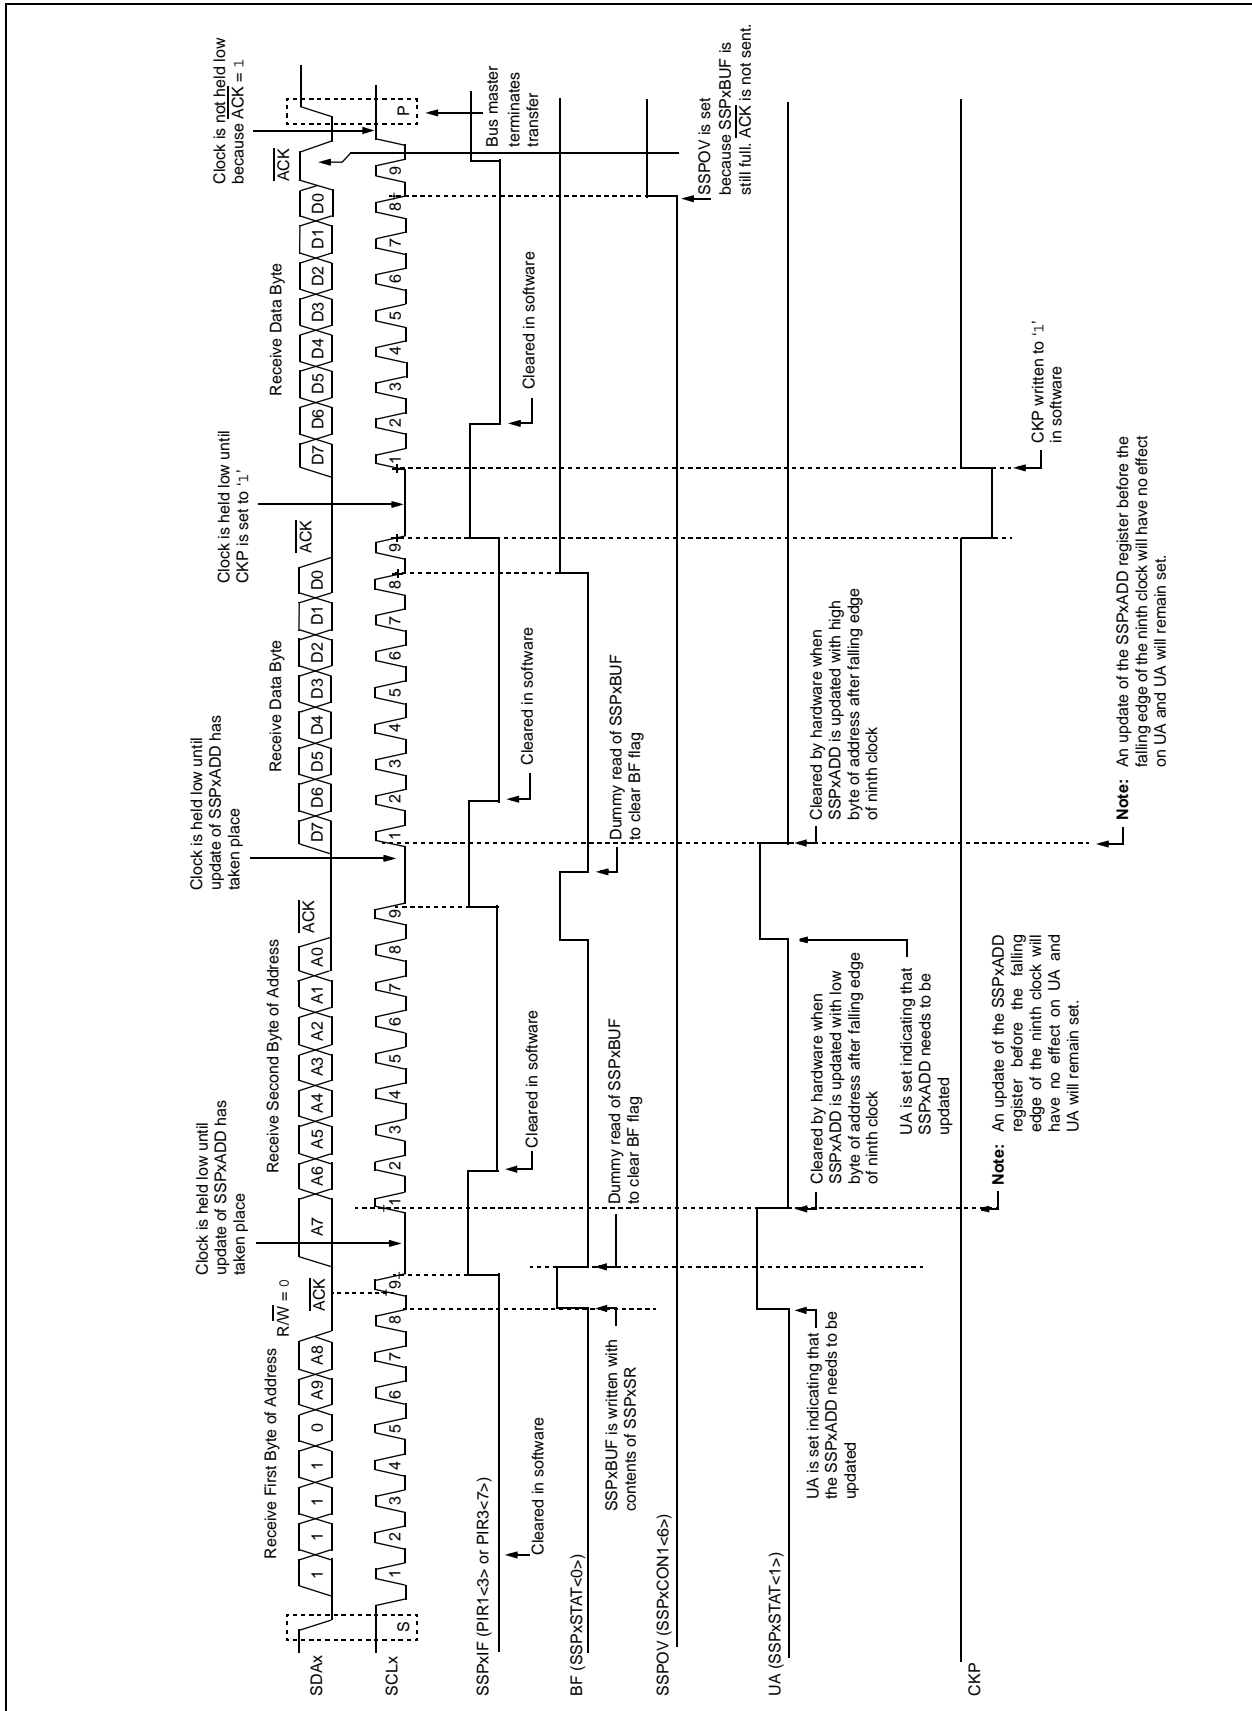 Clock is held low until
update of SSPxADD has
taken place
Clock is held low until
update of SSPxADD has
taken place
Clock is held low until
CKP is set to ‘1’
Clock is not held low
because ACK = 1
Receive First Byte of Address
R/W = 0
ACK
Receive Second Byte of Address
ACK
Receive Data Byte
ACK
Receive Data Byte
ACK
SDAx
1 1 1 1 0 A9 A8 A7 A6 A5 A4 A3 A2 A1 A0 D7 D6 D5 D4 D3 D2 D1 D0 D7 D6 D5 D4 D3 D2 D1 D0
SCLx
S 1 2 3 4 5 6 7 8 9 1 2 3 4 5 6 7 8 9 1 2 3 4 5 6 7 8 9 1 2 3 4 5 6 7 8 9 P
Bus master
terminates
transfer
SSPxIF (PIR1<3> or PIR3<7>)
Cleared in software
Cleared in software
Cleared in software
Cleared in software
BF (SSPxSTAT<0>)
SSPxBUF is written with
contents of SSPxSR
Dummy read of SSPxBUF
to clear BF flag
Dummy read of SSPxBUF
to clear BF flag
SSPOV (SSPxCON1<6>)
SSPOV is set
because SSPxBUF is
still full. ACK is not sent.
UA (SSPxSTAT<1>)
UA is set indicating that
the SSPxADD needs to be
updated
Cleared by hardware when
SSPxADD is updated with low
byte of address after falling edge
of ninth clock
UA is set indicating that
SSPxADD needs to be
updated
Cleared by hardware when
SSPxADD is updated with high
byte of address after falling edge
of ninth clock
CKP
CKP written to ‘1’
in software
Note: An update of the SSPxADD
register before the falling
edge of the ninth clock will
have no effect on UA and
UA will remain set.
Note: An update of the SSPxADD register before the
falling edge of the ninth clock will have no effect
on UA and UA will remain set.